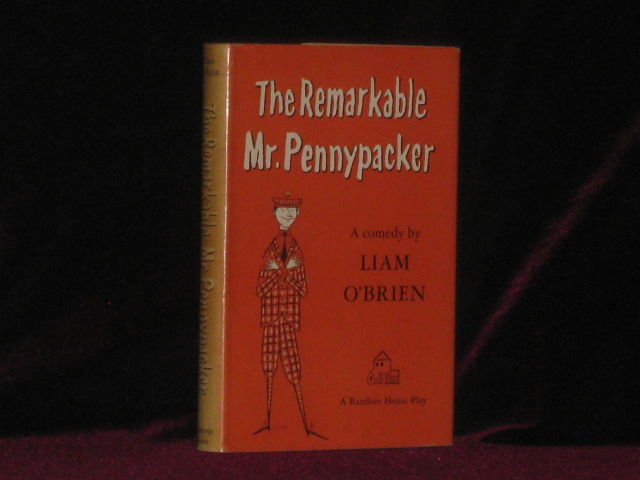 The Remarkable
Mr. Pennypacker
A comedy by
LIAM
O'BRIEN
A Random House Play
The Remarkable Mr. Pennypacker